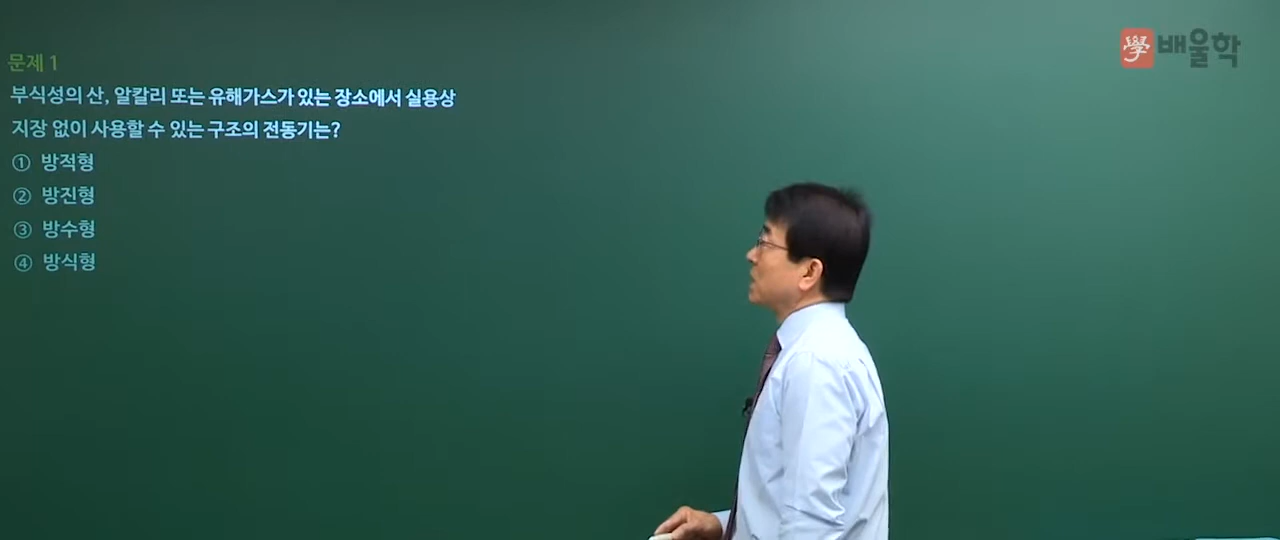 學 배울학
문제 1
부식성의 산, 알칼리 또는 유해가스가 있는 장소에서 실용상
지장 없이 사용할 수 있는 구조의 전동기는?
① 방적형
② 방진형
③ 방수형
④ 방식형